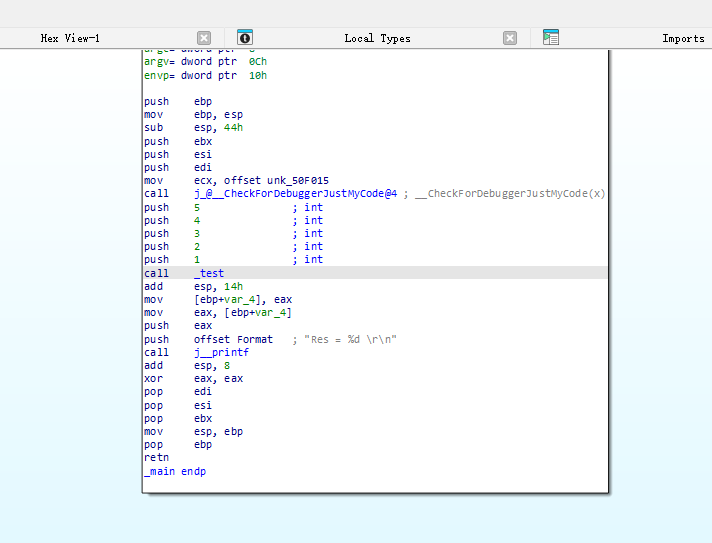 Hex View-1 Local Types Imports
argv= dword ptr 0Ch
envp= dword ptr 10h
push ebp
mov ebp, esp
sub esp, 44h
push ebx
push esi
push edi
mov ecx, offset unk_50F015
call j_@__CheckForDebuggerJustMyCode@4 ; __CheckForDebuggerJustMyCode(x)
push 5 ; int
push 4 ; int
push 3 ; int
push 2 ; int
push 1 ; int
call _test
add esp, 14h
mov [ebp+var_4], eax
mov eax, [ebp+var_4]
push eax
push offset Format ; "Res = %d \r\n"
call j__printf
add esp, 8
xor eax, eax
pop edi
pop esi
pop ebx
mov esp, ebp
pop ebp
retn
_main endp